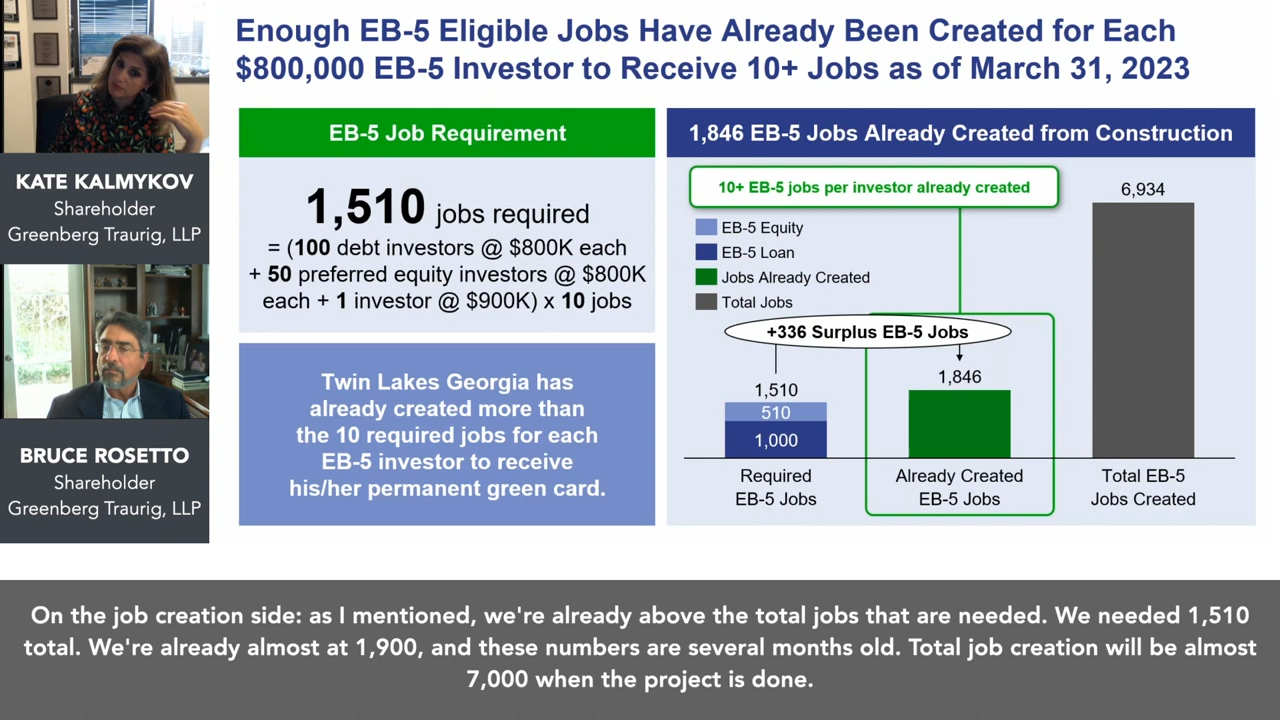 Enough EB-5 Eligible Jobs Have Already Been Created for Each
$800,000 EB-5 Investor to Receive 10+ Jobs as of March 31, 2023
KATE KALMYKOV
Shareholder
Greenberg Traurig, LLP
BRUCE ROSETTO
Shareholder
Greenberg Traurig, LLP
EB-5 Job Requirement
1,510 jobs required
= (100 debt investors @ $800K each
+ 50 preferred equity investors @ $800K
each + 1 investor @ $900K) x 10 jobs
Twin Lakes Georgia has
already created more than
the 10 required jobs for each
EB-5 investor to receive
his/her permanent green card.
1,846 EB-5 Jobs Already Created from Construction
10+ EB-5 jobs per investor already created
EB-5 Equity
EB-5 Loan
Jobs Already Created
Total Jobs
+336 Surplus EB-5 Jobs
1,510
510
1,000
1,846
6,934
Required
EB-5 Jobs
Already Created
EB-5 Jobs
Total EB-5
Jobs Created
On the job creation side: as I mentioned, we're already above the total jobs that are needed. We needed 1,510
total. We're already almost at 1,900, and these numbers are several months old. Total job creation will be almost
7,000 when the project is done.